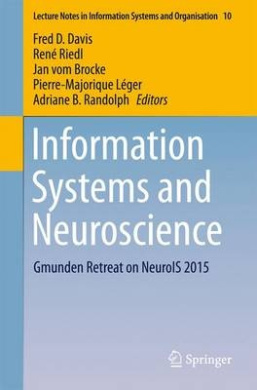 Lecture Notes in Information Systems and Organisation 10
Fred D. Davis
René Riedl
Jan vom Brocke
Pierre-Majorique Léger
Adriane B. Randolph Editors
Information
Systems and
Neuroscience
Gmunden Retreat on NeuroIS 2015
Springer